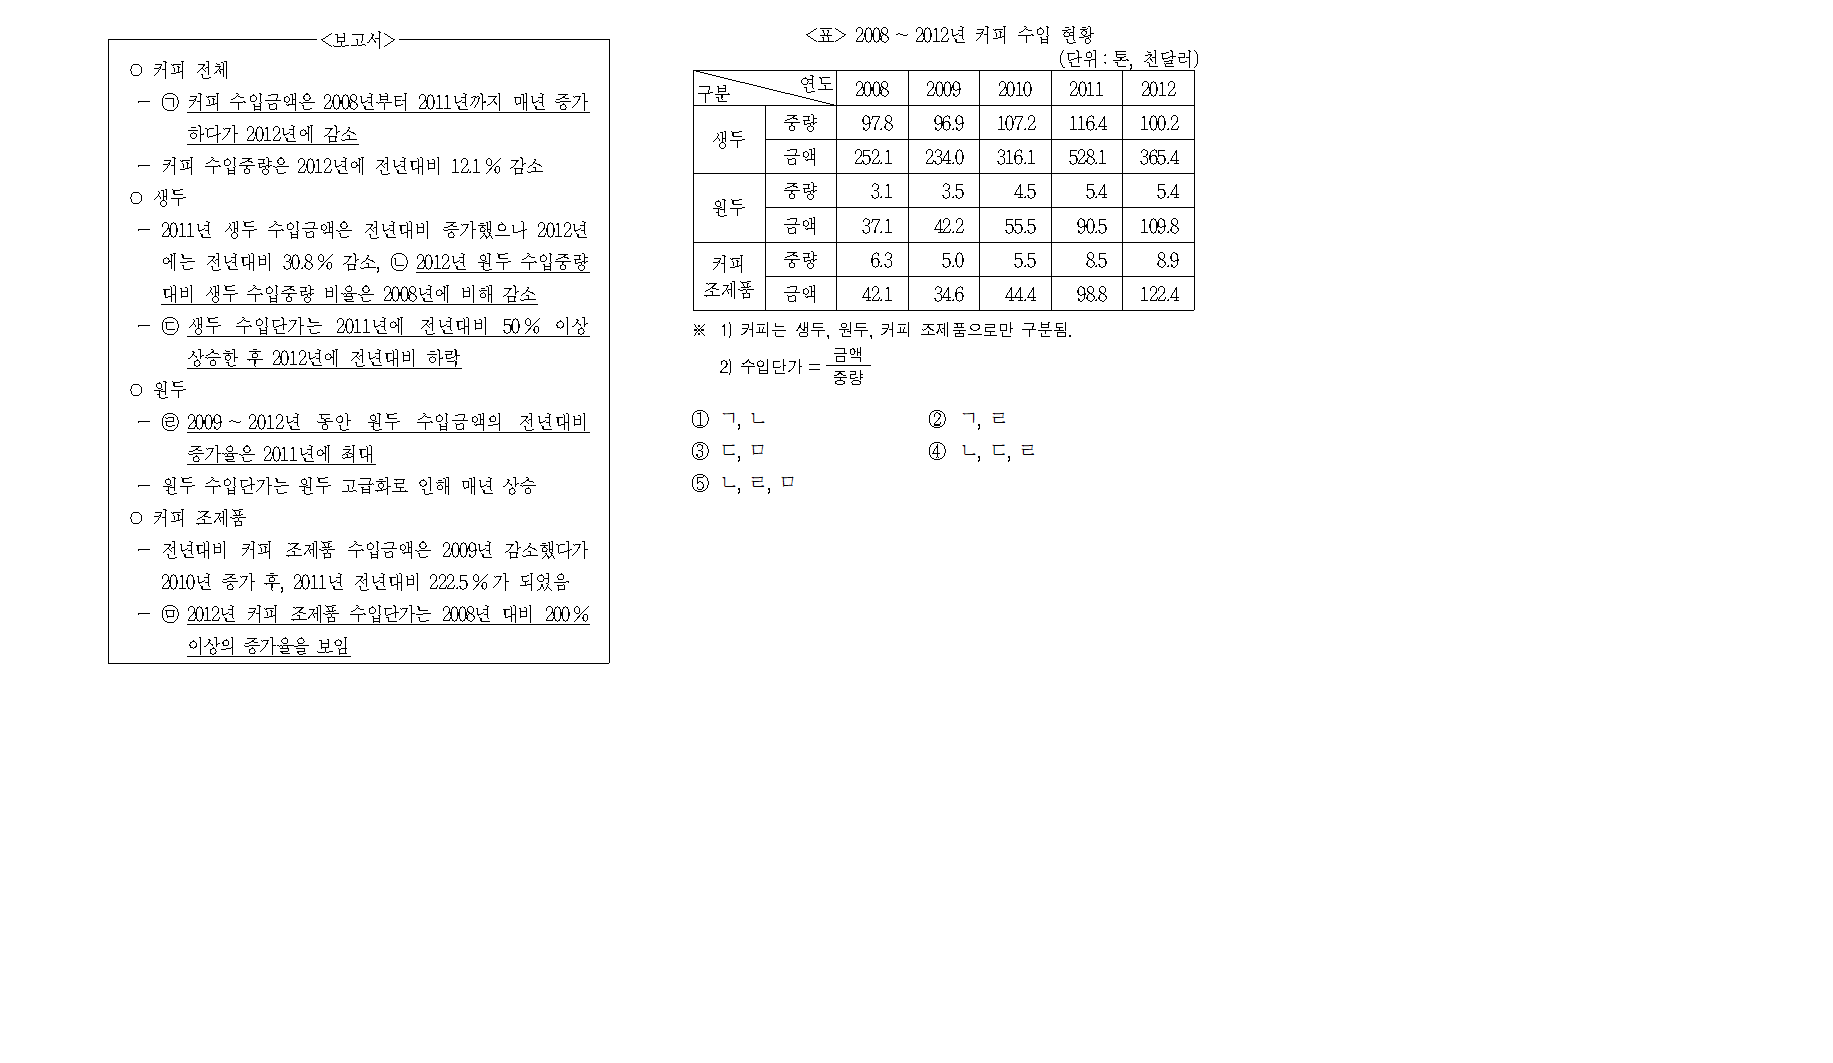 <보고서>
○ 커피 전체
- ㉠ 커피 수입금액은 2008년부터 2011년까지 매년 증가
하다가 2012년에 감소
- 커피 수입중량은 2012년에 전년대비 12.1% 감소
○ 생두
- 2011년 생두 수입금액은 전년대비 증가했으나 2012년
에는 전년대비 30.8% 감소, ㉡ 2012년 원두 수입중량
대비 생두 수입중량 비율은 2008년에 비해 감소
- ㉢ 생두 수입단가는 2011년에 전년대비 50% 이상
상승한 후 2012년에 전년대비 하락
○ 원두
- ㉣ 2009~2012년 동안 원두 수입금액의 전년대비
증가율은 2011년에 최대
- 원두 수입단가는 원두 고급화로 인해 매년 상승
○ 커피 조제품
- 전년대비 커피 조제품 수입금액은 2009년 감소했다가
2010년 증가 후, 2011년 전년대비 222.5%가 되었음
- ㉤ 2012년 커피 조제품 수입단가는 2008년 대비 200%
이상의 증가율을 보임
<표> 2008~2012년 커피 수입 현황
(단위:톤, 천달러)
구분 연도 2008 2009 2010 2011 2012
생두 중량 97.8 96.9 107.2 116.4 100.2
금액 252.1 234.0 316.1 528.1 365.4
원두 중량 3.1 3.5 4.5 5.4 5.4
금액 37.1 42.2 55.5 90.5 109.8
커피 조제품 중량 6.3 5.0 5.5 8.5 8.9
금액 42.1 34.6 44.4 98.8 122.4
※ 1) 커피는 생두, 원두, 커피 조제품으로만 구분됨.
2) 수입단가 = 금액 / 중량
① ㄱ, ㄴ
② ㄱ, ㄹ
③ ㄷ, ㅁ
④ ㄴ, ㄷ, ㄹ
⑤ ㄴ, ㄹ, ㅁ